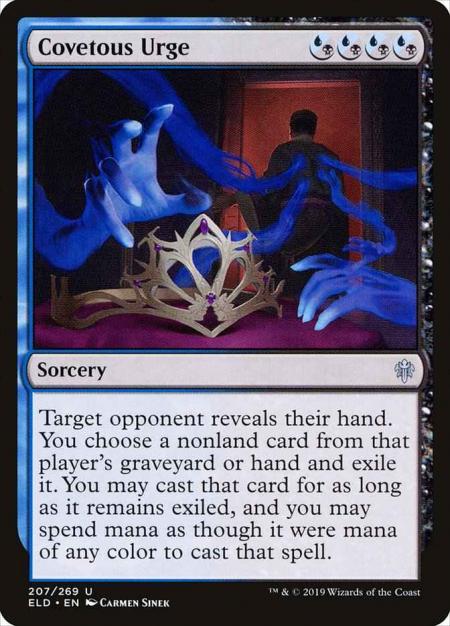 Covetous Urge
Sorcery
Target opponent reveals their hand.
You choose a nonland card from that
player's graveyard or hand and exile
it. You may cast that card for as long
as it remains exiled, and you may
spend mana as though it were mana
of any color to cast that spell.
207/269 U
ELD • EN Carmen Sinek
™ & © 2019 Wizards of the Coast